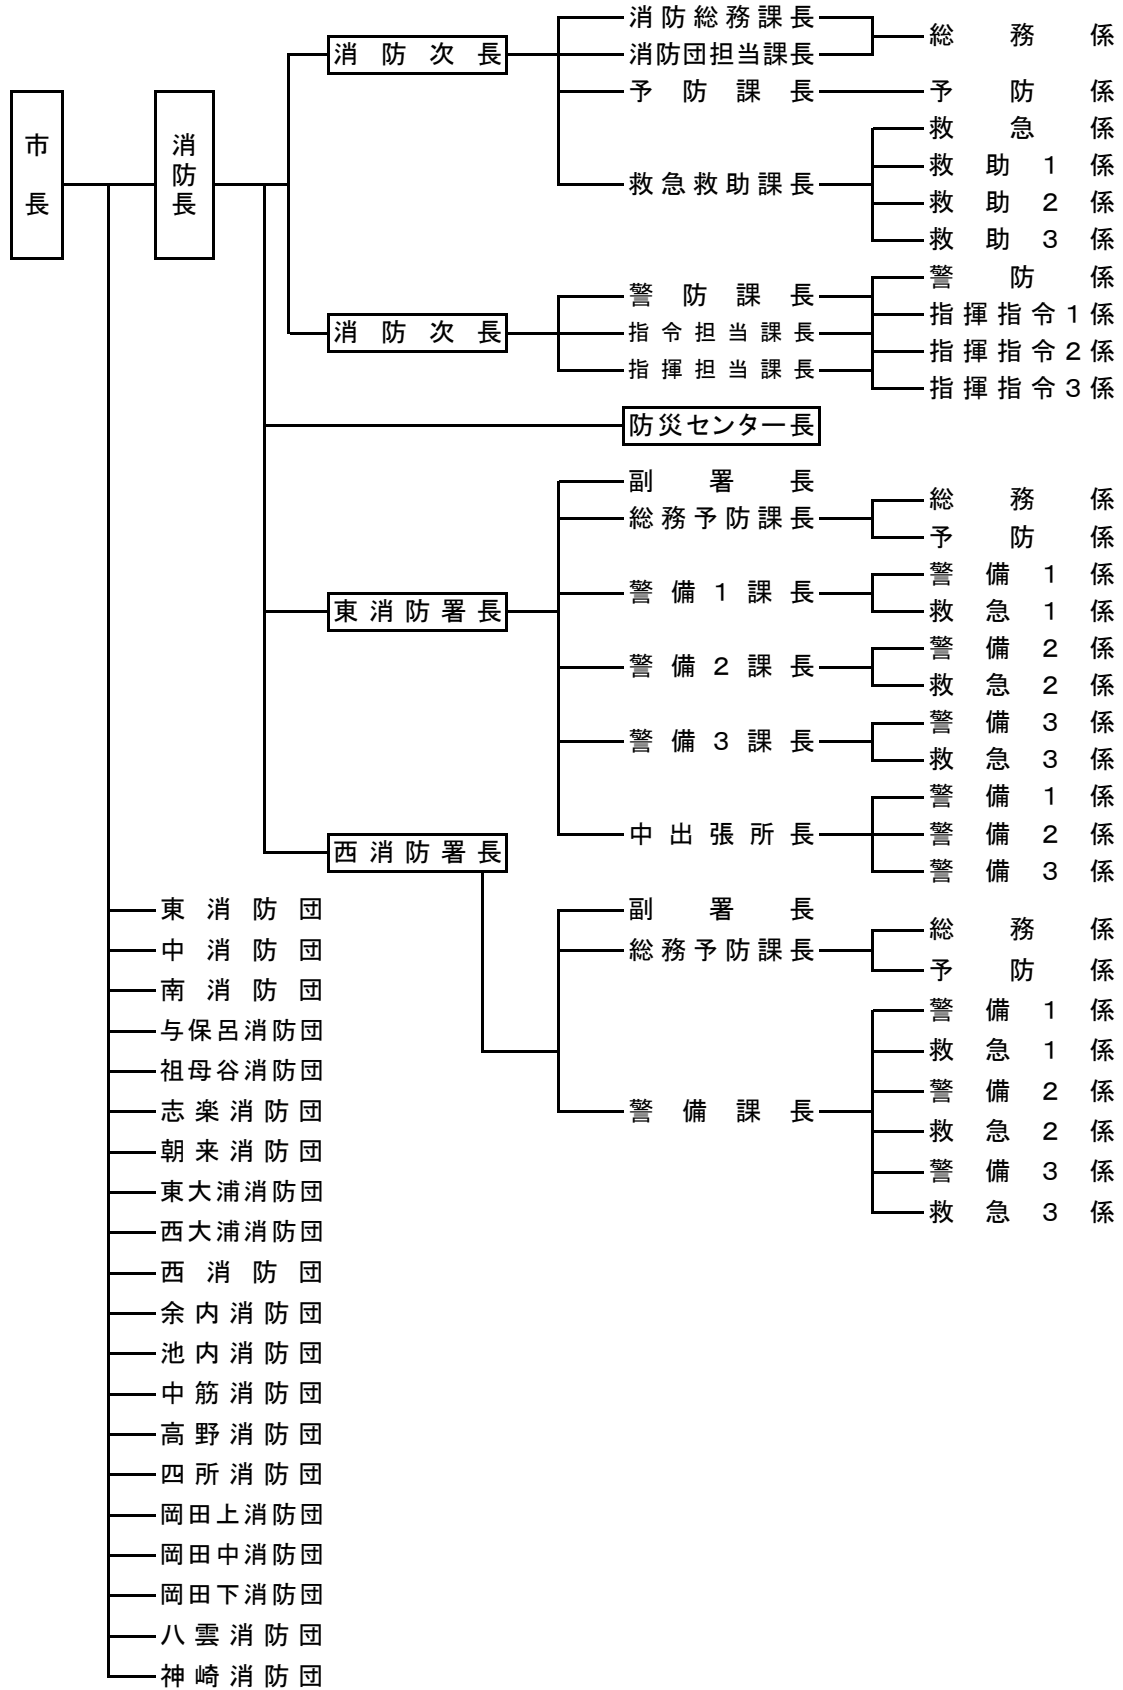 市長
消防長
消防次長
消防総務課長
消防団担当課長
総務係
予防課長
予防係
救急救助課長
救急係
救助1係
救助2係
救助3係
消防次長
警防課長
指令担当課長
指揮担当課長
警防係
指揮指令1係
指揮指令2係
指揮指令3係
防災センター長
東消防署長
副署長
総務予防課長
総務係
予防係
警備1課長
警備1係
救急1係
警備2課長
警備2係
救急2係
警備3課長
警備3係
救急3係
中出張所長
警備1係
警備2係
警備3係
西消防署長
副署長
総務予防課長
総務係
予防係
警備課長
警備1係
救急1係
警備2係
救急2係
警備3係
救急3係
東消防団
中消防団
南消防団
与保呂消防団
祖母谷消防団
志楽消防団
朝来消防団
東大浦消防団
西大浦消防団
西消防団
余内消防団
池内消防団
中筋消防団
高野消防団
四所消防団
岡田上消防団
岡田中消防団
岡田下消防団
八雲消防団
神崎消防団